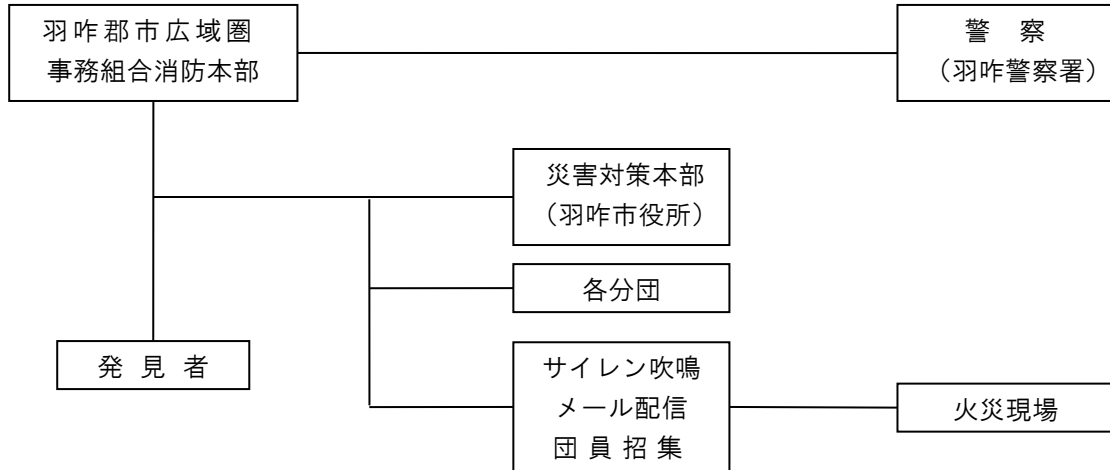 羽咋郡市広域圏
事務組合消防本部
警　察
（羽咋警察署）
災害対策本部
（羽咋市役所）
各分団
発 見 者
サイレン吹鳴
メール配信
団 員 招 集
火災現場